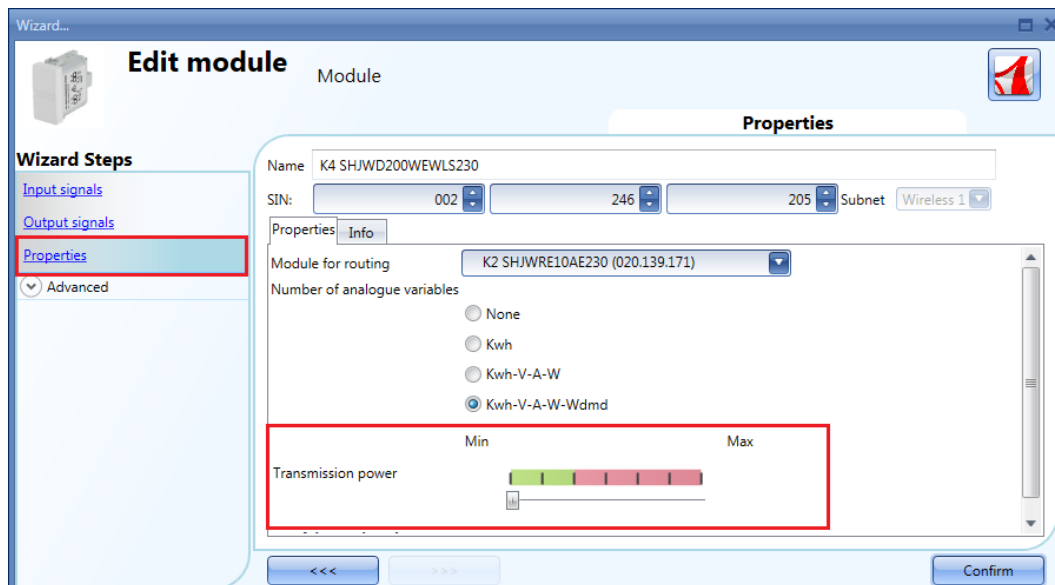 Wizard...
Edit module
Module
Properties
Wizard Steps
Input signals
Output signals
Properties
Advanced
Name K4 SHJWD200WEWLS230
SIN: 002 246 205 Subnet Wireless 1
Properties Info
Module for routing K2 SHJWRE10AE230 (020.139.171)
Number of analogue variables
None
Kwh
Kwh-V-A-W
Kwh-V-A-W-Wdmd
Min Max
Transmission power
<<< >>> Confirm